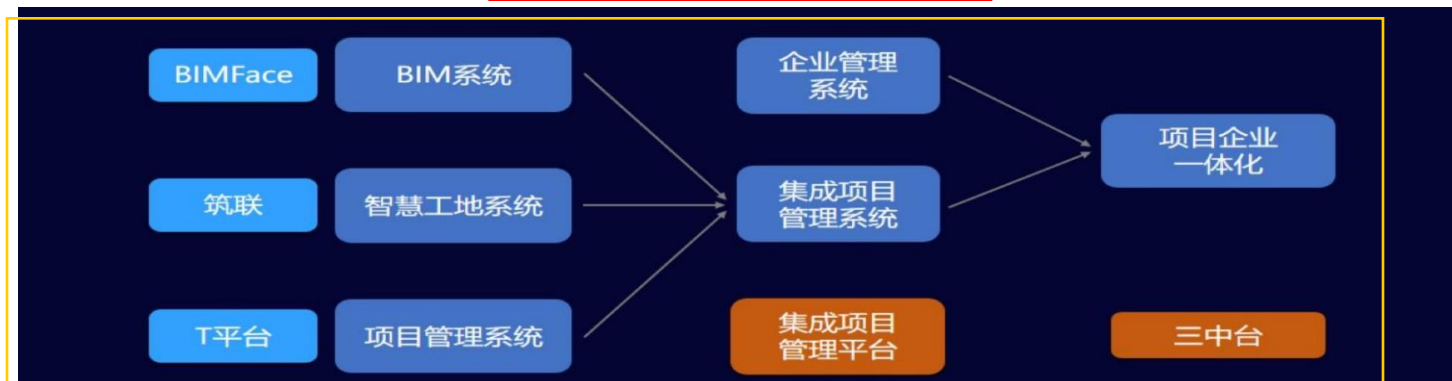 BIMFace
BIM系统
企业管理
系统
项目企业
一体化
筑联
智慧工地系统
集成项目
管理系统
T平台
项目管理系统
集成项目
管理平台
三中台